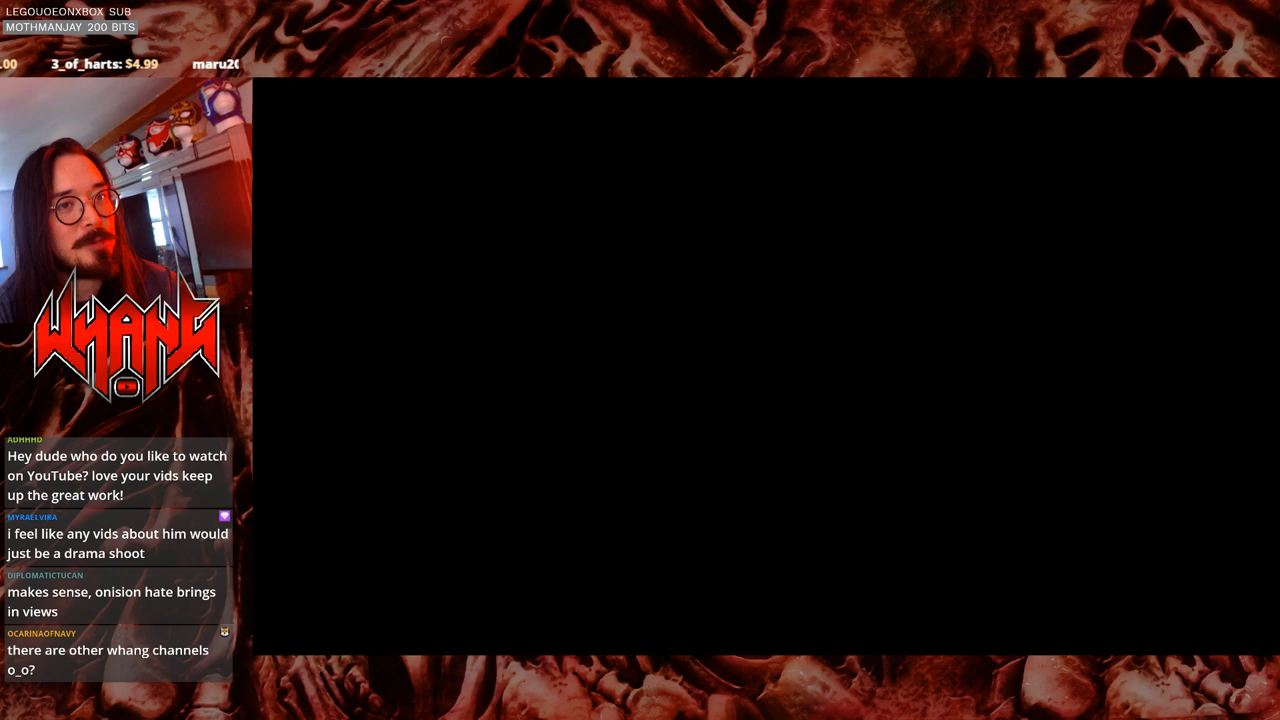 LEGOUOEONXBOX SUB
MOTHMANJAY 200 BITS
.00 3_of_harts: $4.99 maru20
WHANG
ADHHHD
Hey dude who do you like to watch
on YouTube? love your vids keep
up the great work!
MYRAELVIRA
i feel like any vids about him would
just be a drama shoot
DIPLOMATICTUCAN
makes sense, onision hate brings
in views
OCARINAOFNAVY
there are other whang channels
o_o?